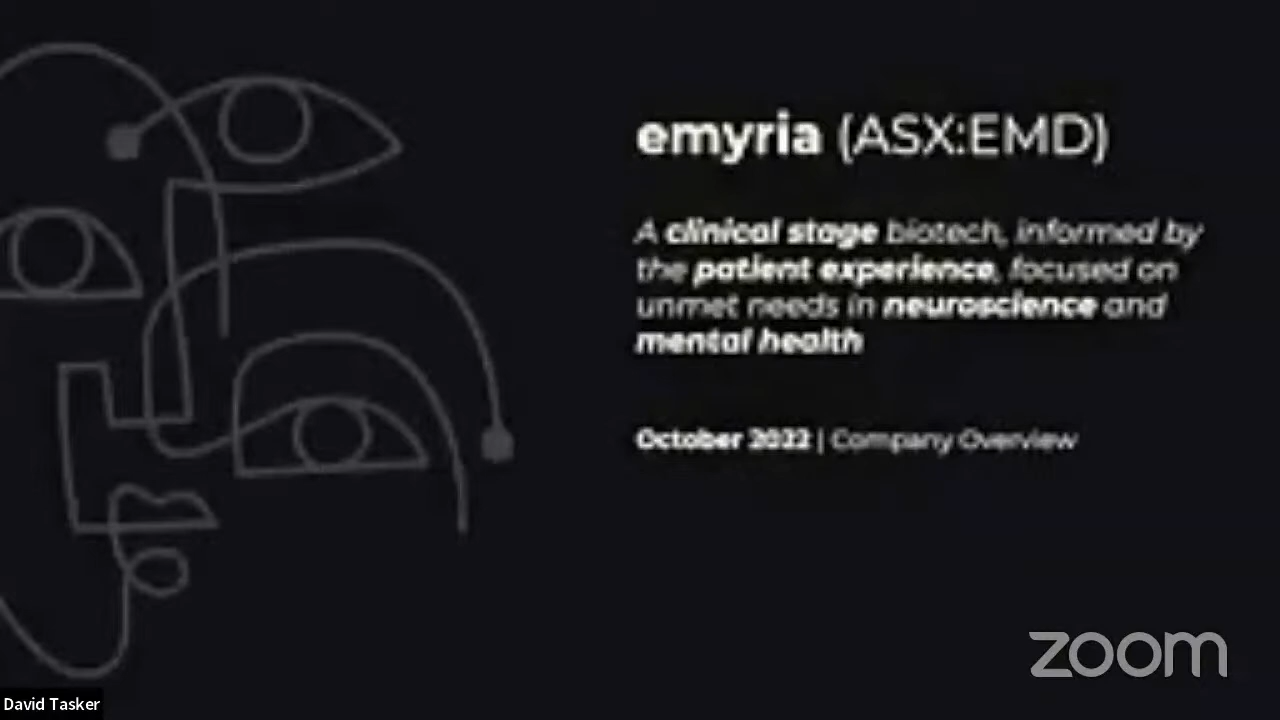 emyria (ASX:EMD)
A clinical stage biotech, informed by
the patient experience, focused on
unmet needs in neuroscience and
mental health
October 2022 | Company Overview
zoom
David Tasker